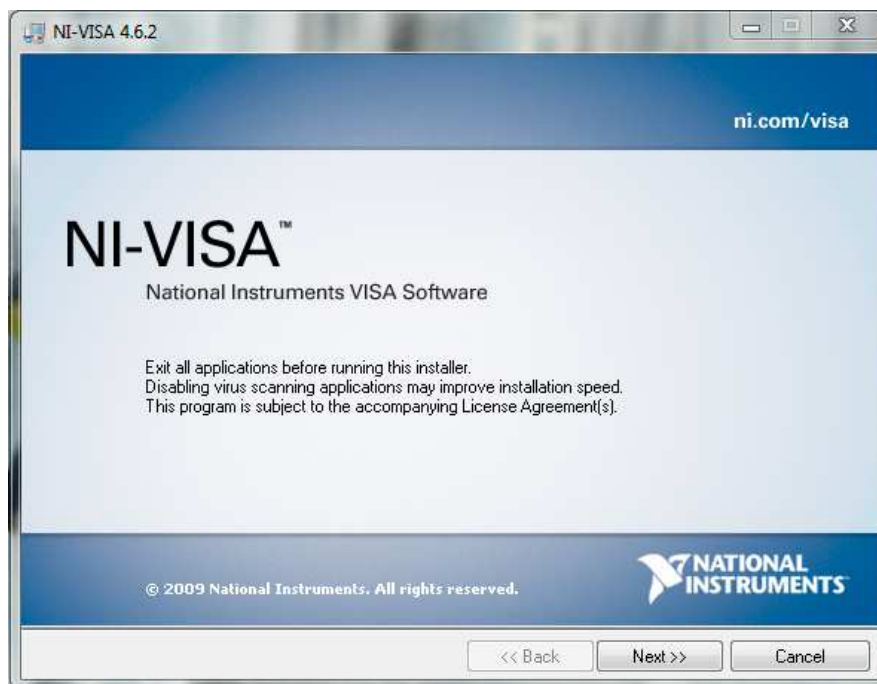 NI-VISA 4.6.2
ni.com/visa
NI-VISA™
National Instruments VISA Software
Exit all applications before running this installer.
Disabling virus scanning applications may improve installation speed.
This program is subject to the accompanying License Agreement(s).
© 2009 National Instruments. All rights reserved.
NATIONAL
INSTRUMENTS
<< Back Next >> Cancel